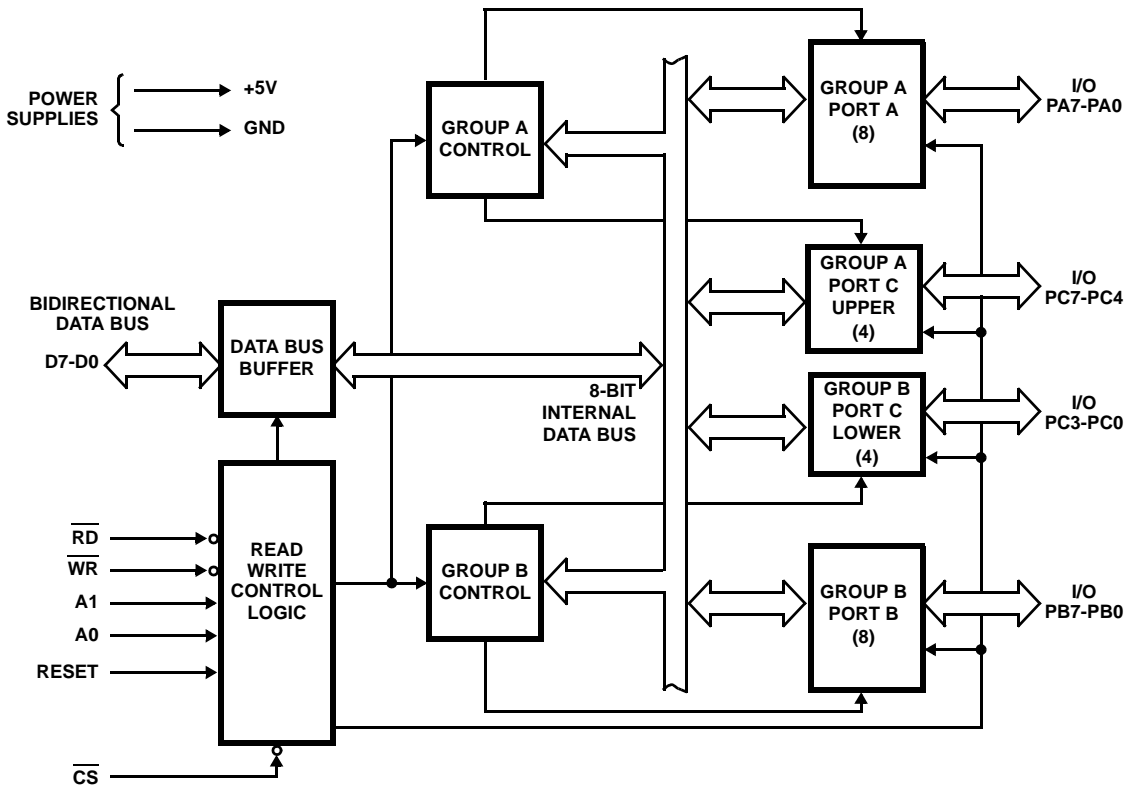 POWER
SUPPLIES
+5V
GND
GROUP A
CONTROL
GROUP A
PORT A
(8)
I/O
PA7-PA0
GROUP A
PORT C
UPPER
(4)
I/O
PC7-PC4
BIDIRECTIONAL
DATA BUS
D7-D0
DATA BUS
BUFFER
8-BIT
INTERNAL
DATA BUS
GROUP B
PORT C
LOWER
(4)
I/O
PC3-PC0
RD
WR
A1
A0
RESET
CS
READ
WRITE
CONTROL
LOGIC
GROUP B
CONTROL
GROUP B
PORT B
(8)
I/O
PB7-PB0